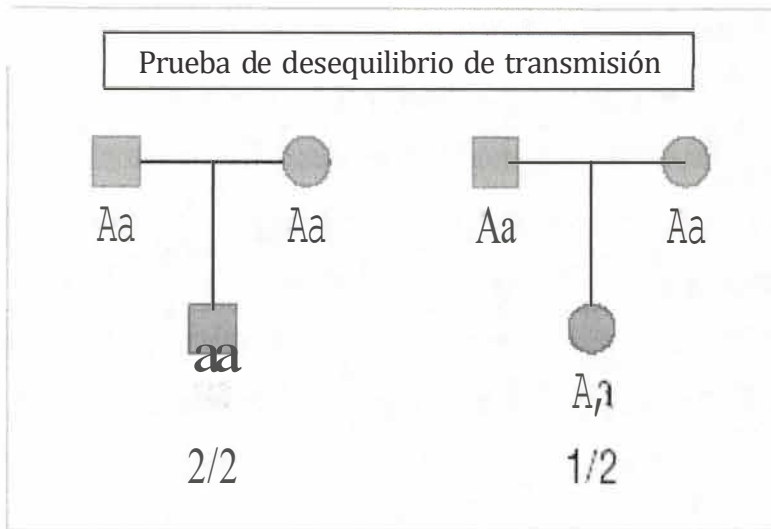 Prueba de desequilibrio de transmisión
Aa Aa Aa Aa
aa
A,a
2/2 1/2